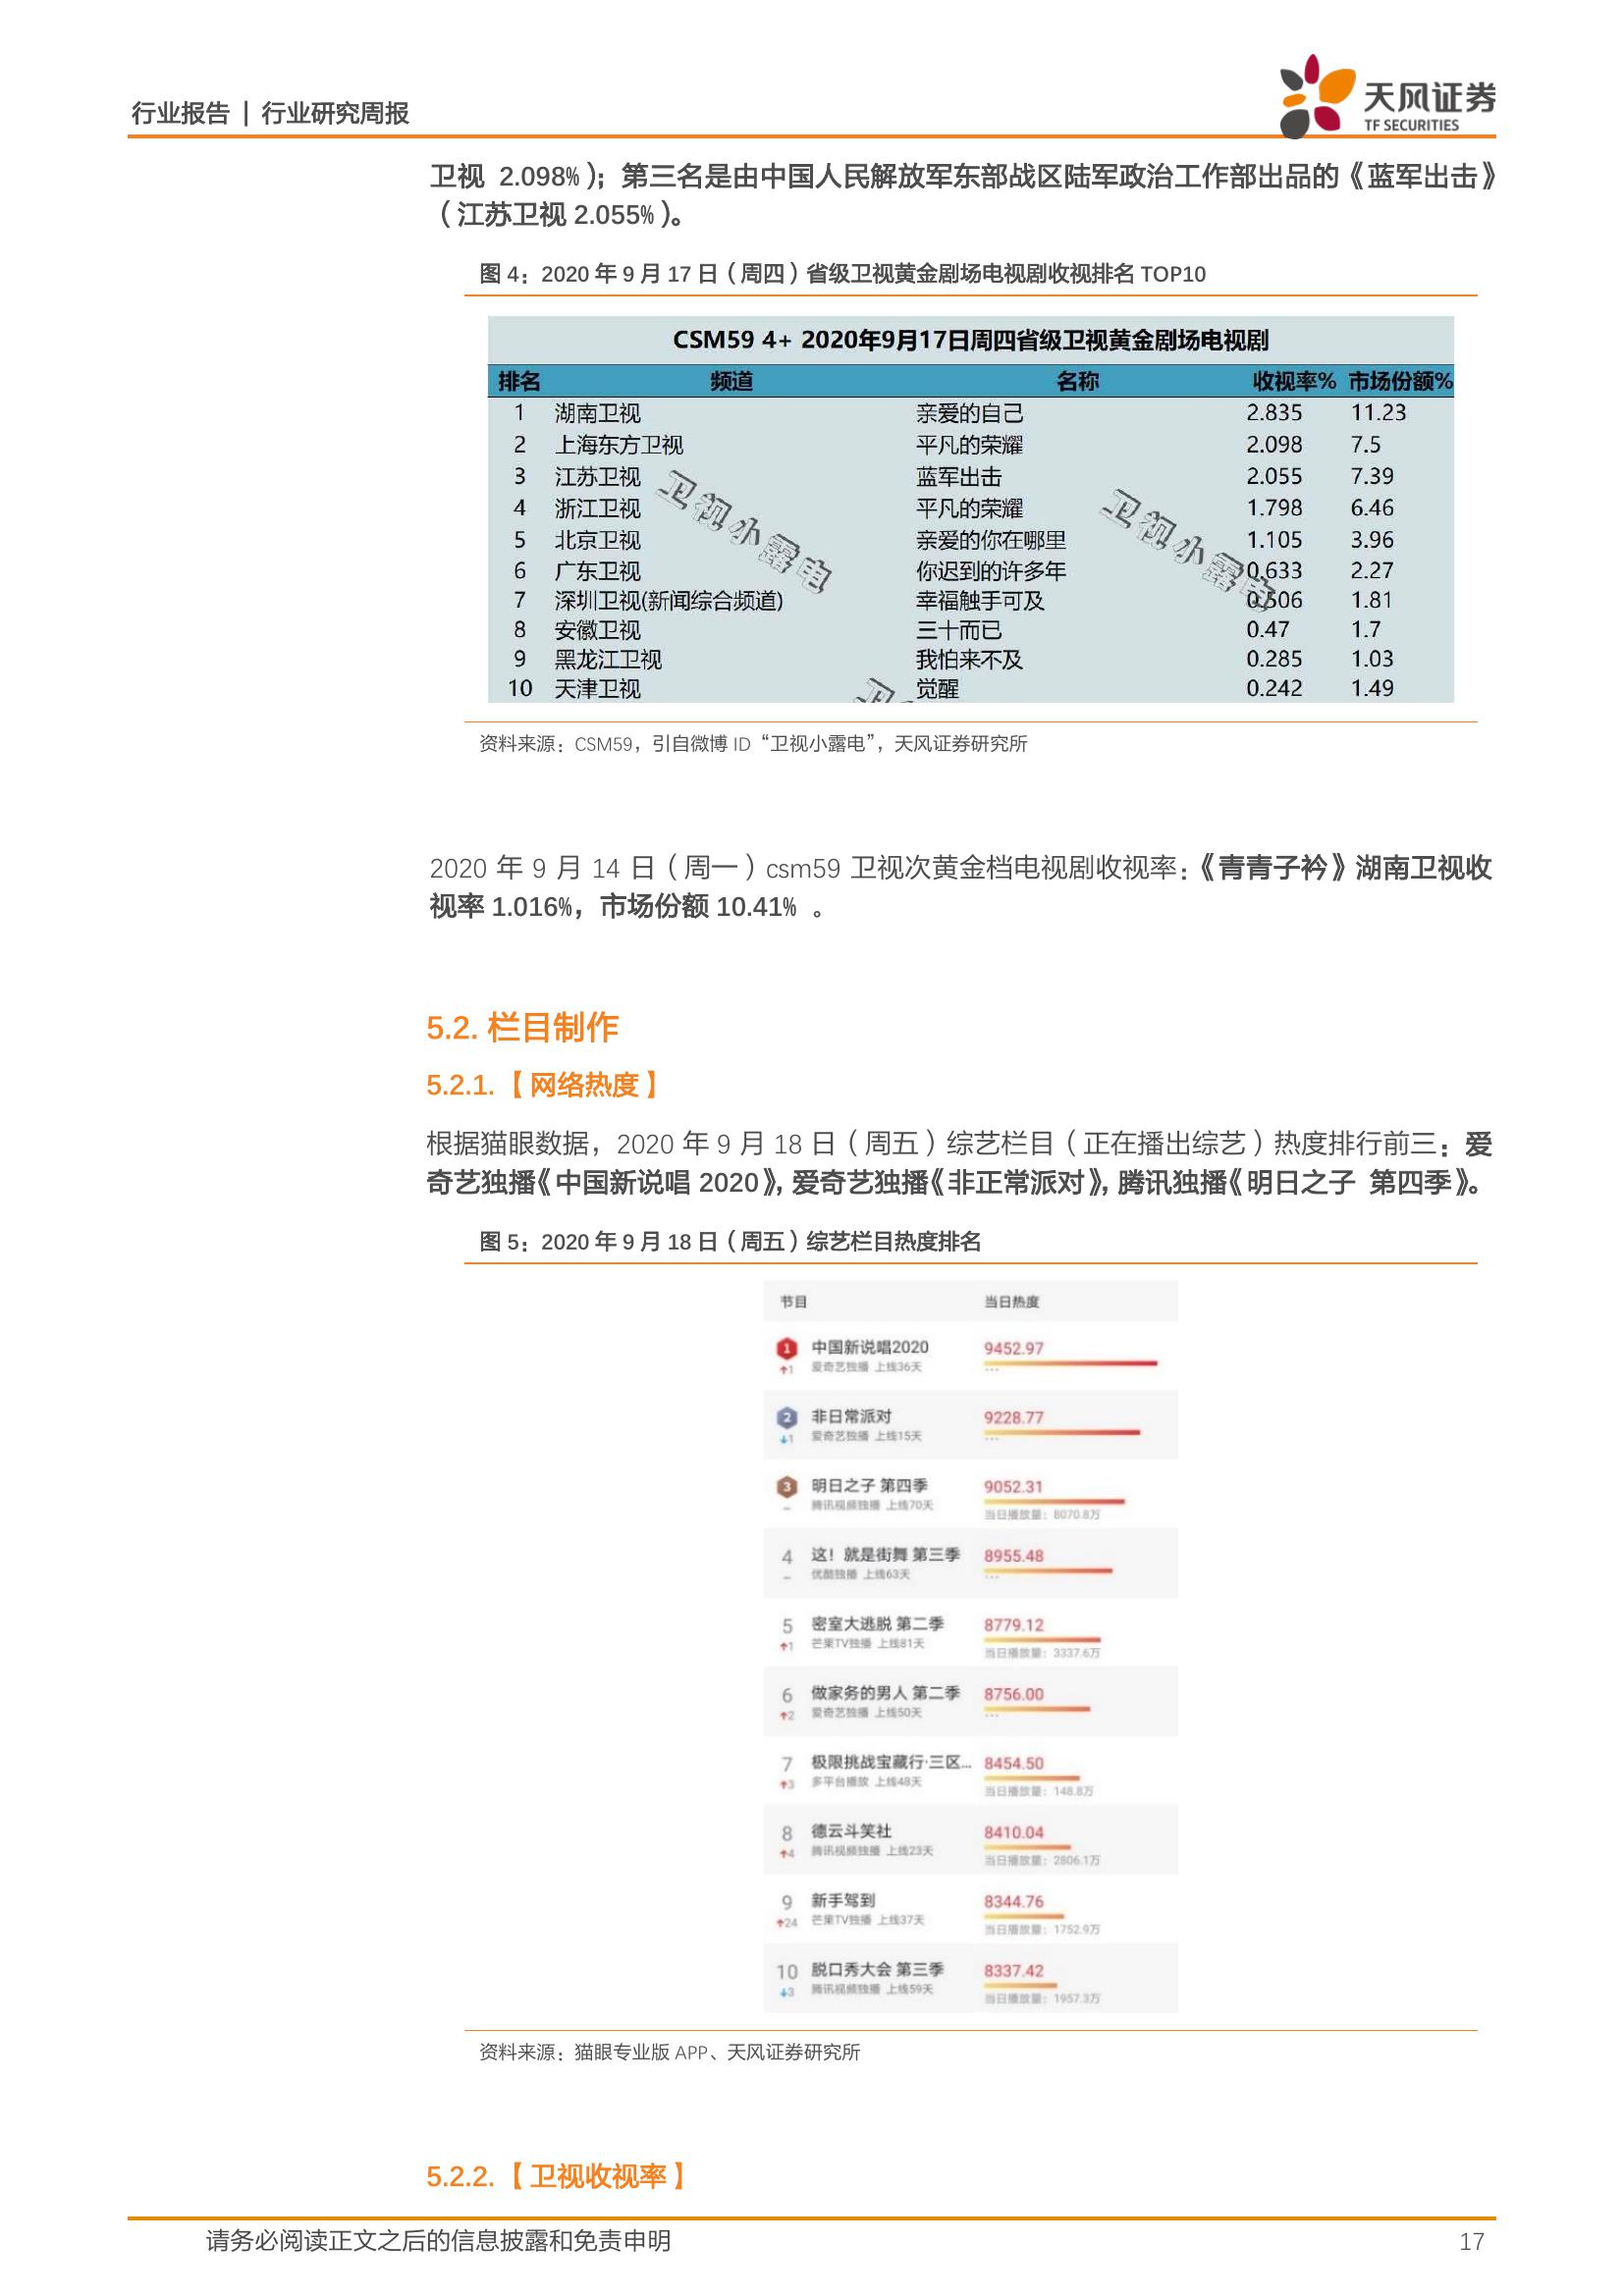 行业报告 | 行业研究周报
天风证券
TF SECURITIES
卫视 2.098%）；第三名是由中国人民解放军东部战区陆军政治工作部出品的《蓝军出击》
（江苏卫视 2.055%）。
图 4：2020 年 9 月 17 日（周四）省级卫视黄金剧场电视剧收视排名 TOP10
CSM59 4+ 2020年9月17日周四省级卫视黄金剧场电视剧
排名 频道 名称 收视率% 市场份额%
1 湖南卫视 亲爱的自己 2.835 11.23
2 上海东方卫视 平凡的荣耀 2.098 7.5
3 江苏卫视 蓝军出击 2.055 7.39
4 浙江卫视 平凡的荣耀 1.798 6.46
5 北京卫视 亲爱的你在哪里 1.105 3.96
6 广东卫视 你迟到的许多年 0.633 2.27
7 深圳卫视(新闻综合频道) 幸福触手可及 0.506 1.81
8 安徽卫视 三十而已 0.47 1.7
9 黑龙江卫视 我怕来不及 0.285 1.03
10 天津卫视 觉醒 0.242 1.49
卫视小露电
卫视小露电
资料来源：CSM59，引自微博 ID“卫视小露电”，天风证券研究所
2020 年 9 月 14 日（周一）csm59 卫视次黄金档电视剧收视率：《青青子衿》湖南卫视收
视率 1.016%，市场份额 10.41% 。
5.2. 栏目制作
5.2.1.【网络热度】
根据猫眼数据，2020 年 9 月 18 日（周五）综艺栏目（正在播出综艺）热度排行前三：爱
奇艺独播《中国新说唱 2020》，爱奇艺独播《非正常派对》，腾讯独播《明日之子 第四季》。
图 5：2020 年 9 月 18 日（周五）综艺栏目热度排名
节目 当日热度
1 中国新说唱2020 9452.97
↑1 爱奇艺独播 上线36天 ...
2 非日常派对 9228.77
↓1 爱奇艺独播 上线15天 ...
3 明日之子 第四季 9052.31
– 腾讯视频独播 上线70天 当日播放量：8070.8万
4 这！就是街舞 第三季 8955.48
– 优酷独播 上线63天 ...
5 密室大逃脱 第二季 8779.12
↑1 芒果TV独播 上线81天 当日播放量：3337.6万
6 做家务的男人 第二季 8756.00
↑2 爱奇艺独播 上线50天 ...
7 极限挑战宝藏行·三区... 8454.50
↑3 多平台播放 上线48天 当日播放量：148.8万
8 德云斗笑社 8410.04
↑4 腾讯视频独播 上线23天 当日播放量：2806.1万
9 新手驾到 8344.76
↑24 芒果TV独播 上线37天 当日播放量：1752.9万
10 脱口秀大会 第三季 8337.42
↓3 腾讯视频独播 上线59天 当日播放量：1957.3万
资料来源：猫眼专业版 APP、天风证券研究所
5.2.2.【卫视收视率】
请务必阅读正文之后的信息披露和免责申明 17